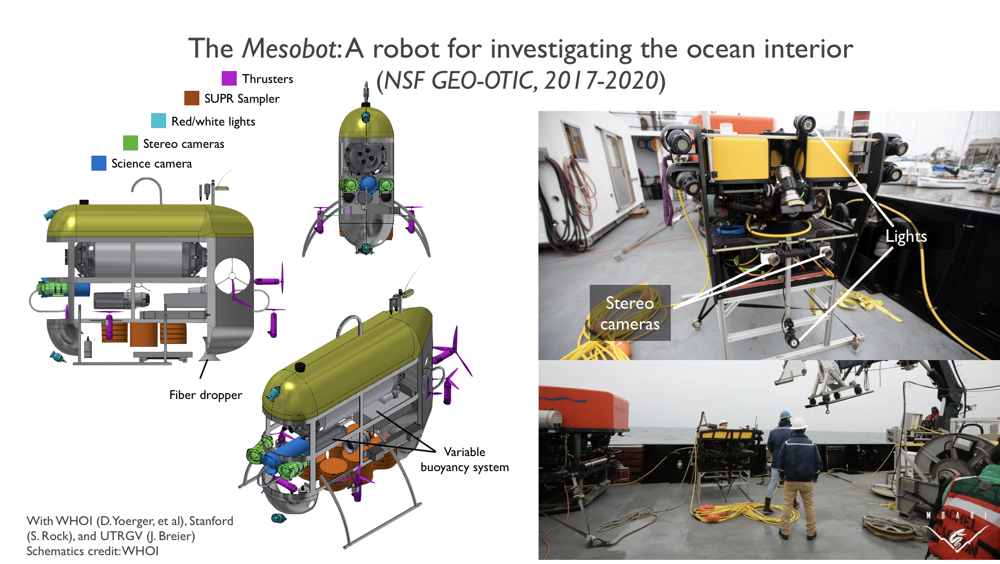 The Mesobot: A robot for investigating the ocean interior
(NSF GEO-OTIC, 2017-2020)
Thrusters
SUPR Sampler
Red/white lights
Stereo cameras
Science camera
Fiber dropper
Variable
buoyancy system
Lights
Stereo
cameras
With WHOI (D. Yoerger, et al), Stanford
(S. Rock), and UTRGV (J. Breier)
Schematics credit: WHOI
MBARI